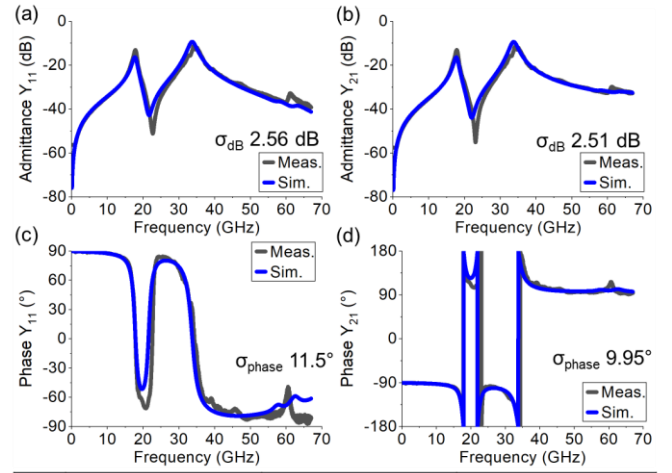 (a)
0
-20
-40
-60
-80
Admittance Y11 (dB)
σdB 2.56 dB
Meas.
Sim.
0 10 20 30 40 50 60 70
Frequency (GHz)
(b)
0
-20
-40
-60
-80
Admittance Y21 (dB)
σdB 2.51 dB
Meas.
Sim.
0 10 20 30 40 50 60 70
Frequency (GHz)
(c)
90
60
30
0
-30
-60
-90
Phase Y11 (°)
Meas.
Sim.
σphase 11.5°
0 10 20 30 40 50 60 70
Frequency (GHz)
(d)
180
90
0
-90
-180
Phase Y21 (°)
σphase 9.95°
Meas.
Sim.
0 10 20 30 40 50 60 70
Frequency (GHz)